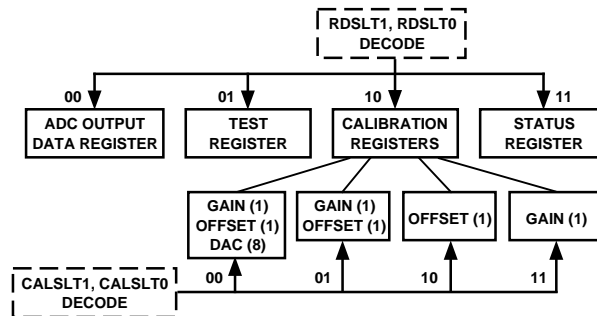 RDSLT1, RDSLT0
DECODE
00
01
10
11
ADC OUTPUT
DATA REGISTER
TEST
REGISTER
CALIBRATION
REGISTERS
STATUS
REGISTER
GAIN (1)
OFFSET (1)
DAC (8)
GAIN (1)
OFFSET (1)
OFFSET (1)
GAIN (1)
00
01
10
11
CALSLT1, CALSLT0
DECODE